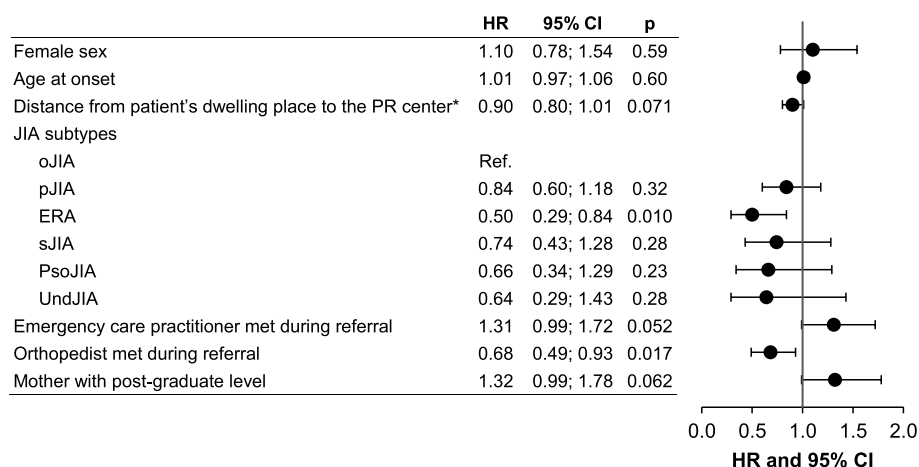 HR 95% CI p
Female sex 1.10 0.78; 1.54 0.59
Age at onset 1.01 0.97; 1.06 0.60
Distance from patient's dwelling place to the PR center* 0.90 0.80; 1.01 0.071
JIA subtypes
oJIA Ref.
pJIA 0.84 0.60; 1.18 0.32
ERA 0.50 0.29; 0.84 0.010
sJIA 0.74 0.43; 1.28 0.28
PsoJIA 0.66 0.34; 1.29 0.23
UndJIA 0.64 0.29; 1.43 0.28
Emergency care practitioner met during referral 1.31 0.99; 1.72 0.052
Orthopedist met during referral 0.68 0.49; 0.93 0.017
Mother with post-graduate level 1.32 0.99; 1.78 0.062
0.0 0.5 1.0 1.5 2.0
HR and 95% CI